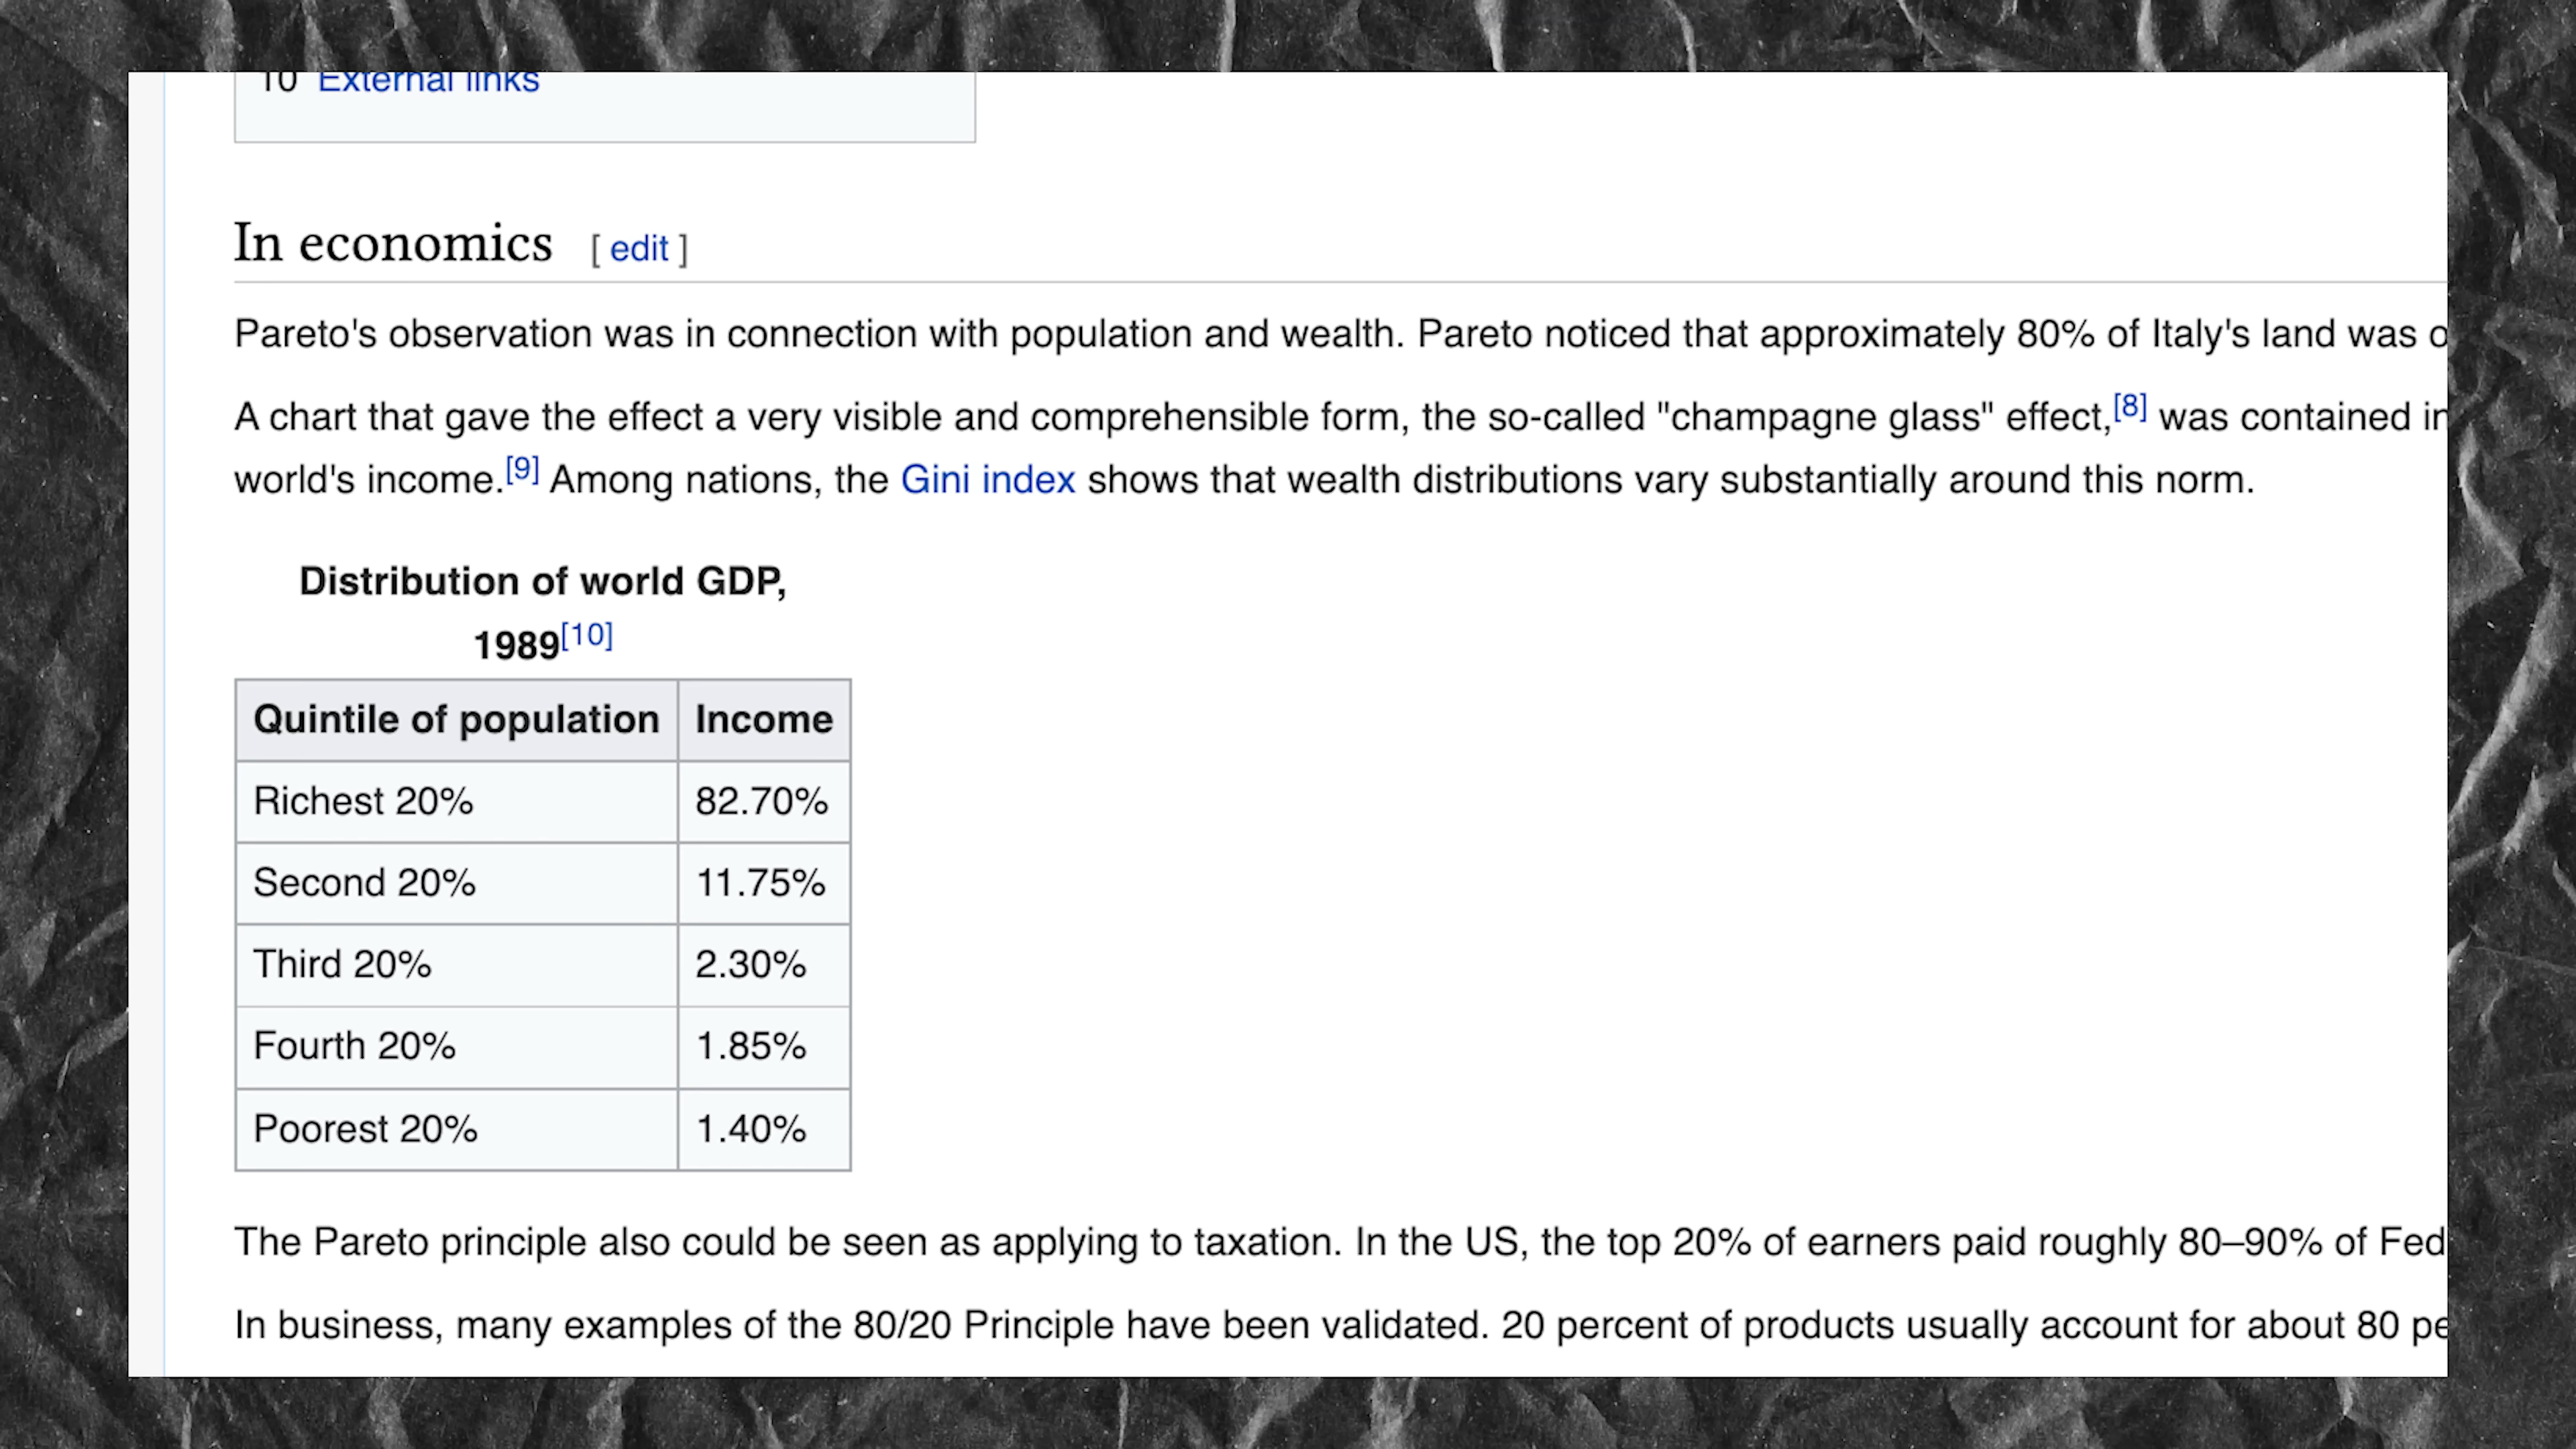 10 External links
In economics [ edit ]
Pareto's observation was in connection with population and wealth. Pareto noticed that approximately 80% of Italy's land was
A chart that gave the effect a very visible and comprehensible form, the so-called "champagne glass" effect,[8] was contained in
world's income.[9] Among nations, the Gini index shows that wealth distributions vary substantially around this norm.
Distribution of world GDP,
1989[10]
Quintile of population Income
Richest 20% 82.70%
Second 20% 11.75%
Third 20% 2.30%
Fourth 20% 1.85%
Poorest 20% 1.40%
The Pareto principle also could be seen as applying to taxation. In the US, the top 20% of earners paid roughly 80–90% of Fed
In business, many examples of the 80/20 Principle have been validated. 20 percent of products usually account for about 80 pe